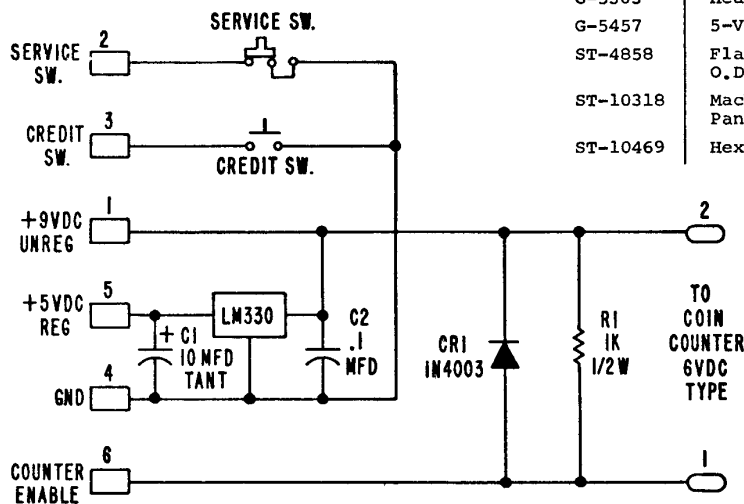 G-5457 5-V
ST-4858 Fla
O.D
ST-10318 Mac
Pan
ST-10469 Hex
SERVICE SW.
2
SERVICE
SW.
3
CREDIT
SW.
CREDIT SW.
1
+9VDC
UNREG
2
5
+5VDC
REG
LM330
+ C1
10 MFD
TANT
C2
.1
MFD
4
GND
CR1
1N4003
R1
1K
1/2W
TO
COIN
COUNTER
6VDC
TYPE
6
COUNTER
ENABLE
1